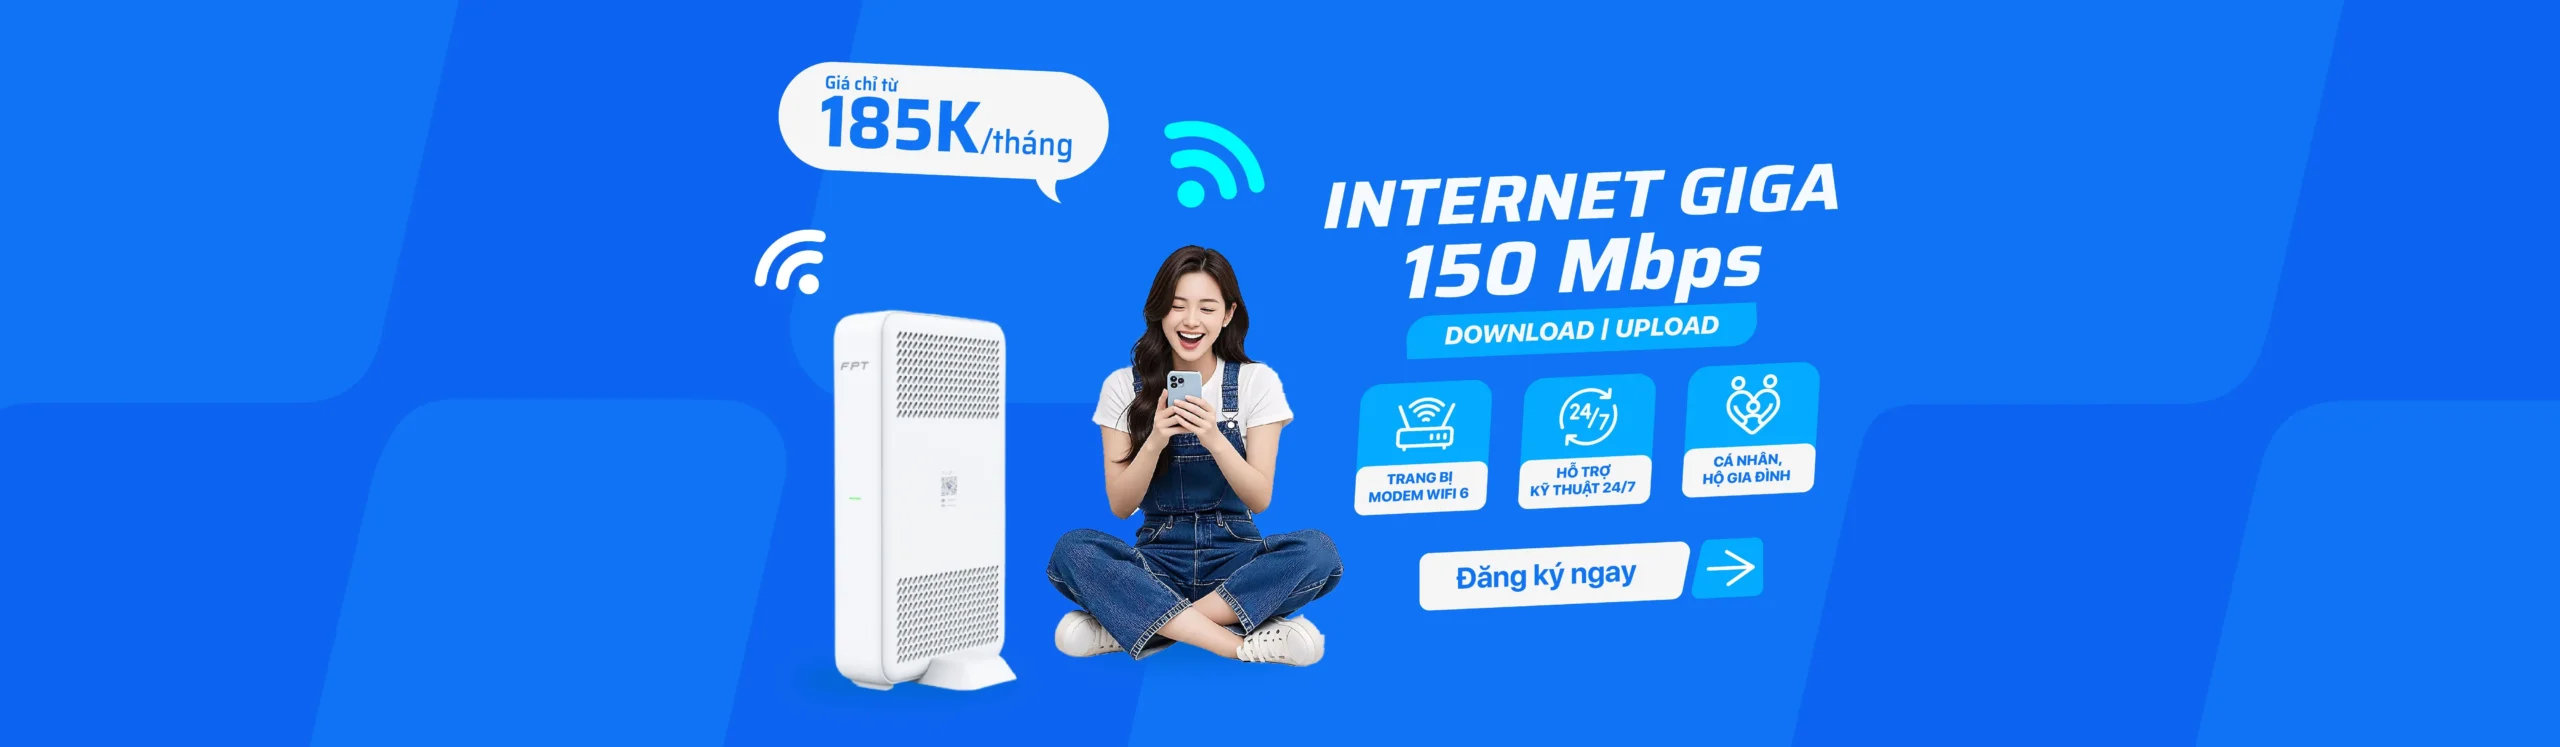 Giá chỉ từ
185K/tháng
INTERNET GIGA
150 Mbps
DOWNLOAD | UPLOAD
FPT
24/7
TRANG BỊ
MODEM WIFI 6
HỖ TRỢ
KỸ THUẬT 24/7
CÁ NHÂN,
HỘ GIA ĐÌNH
Đăng ký ngay